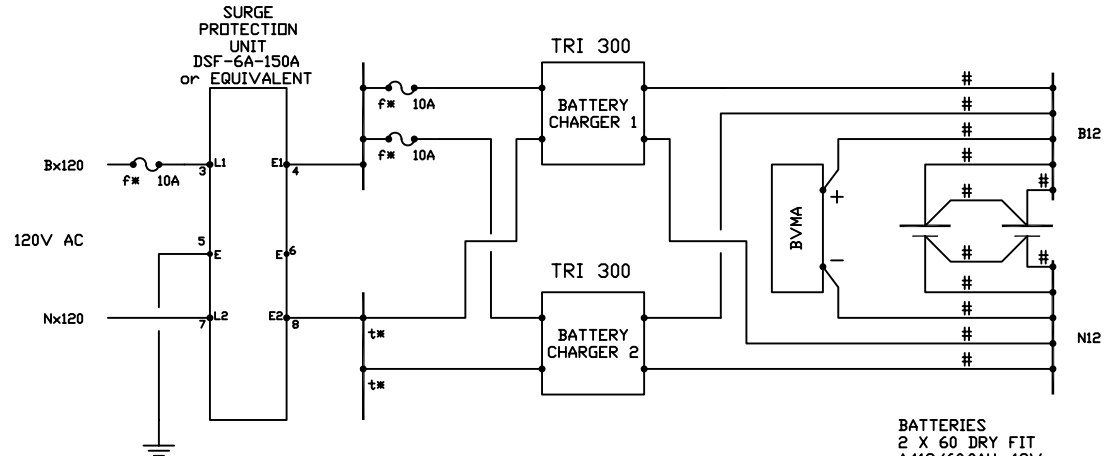 SURGE
PROTECTION
UNIT
DSF-6A-150A
or EQUIVALENT
TRI 300
f* 10A
BATTERY
CHARGER 1
#
#
#
#
B12
f* 10A
Bx120
f* 10A
3
L1
E1
4
#
#
+
BVMA
120V AC
5
E
E
6
−
#
#
TRI 300
#
Nx120
7
L2
E2
8
t*
BATTERY
CHARGER 2
#
#
#
N12
t*
BATTERIES
2 X 60 DRY FIT